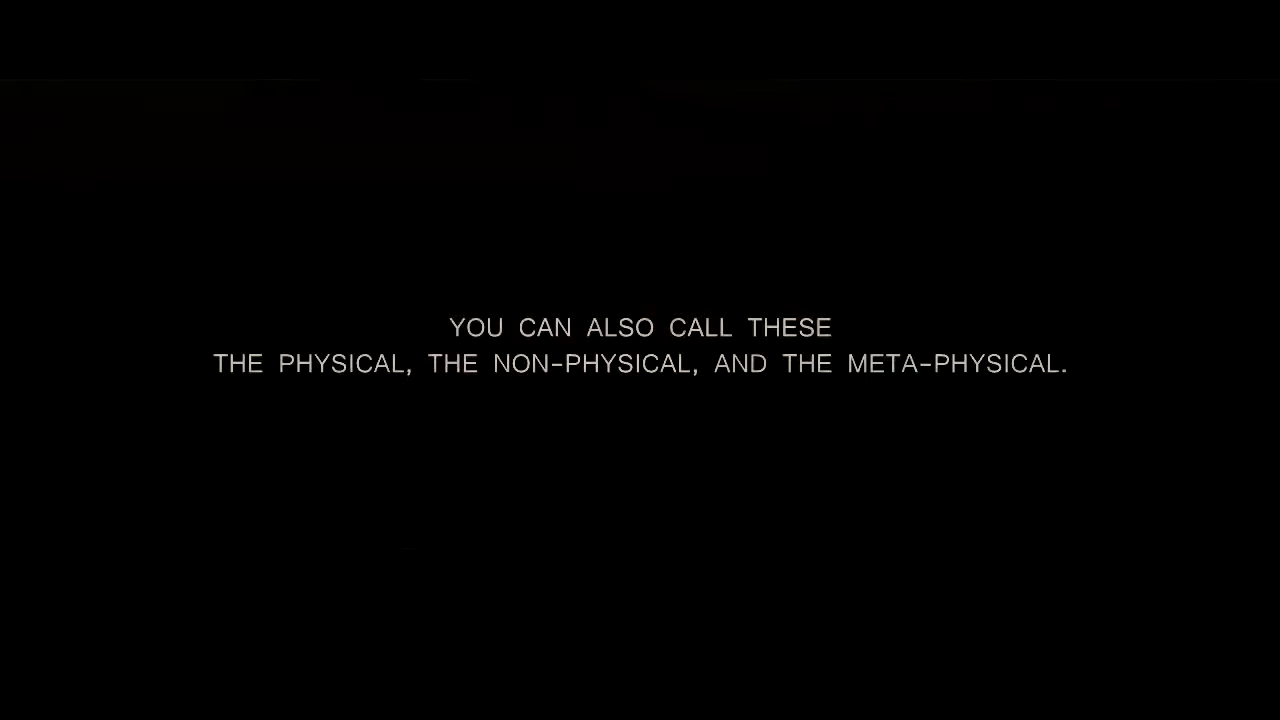 YOU CAN ALSO CALL THESE
THE PHYSICAL, THE NON-PHYSICAL, AND THE META-PHYSICAL.